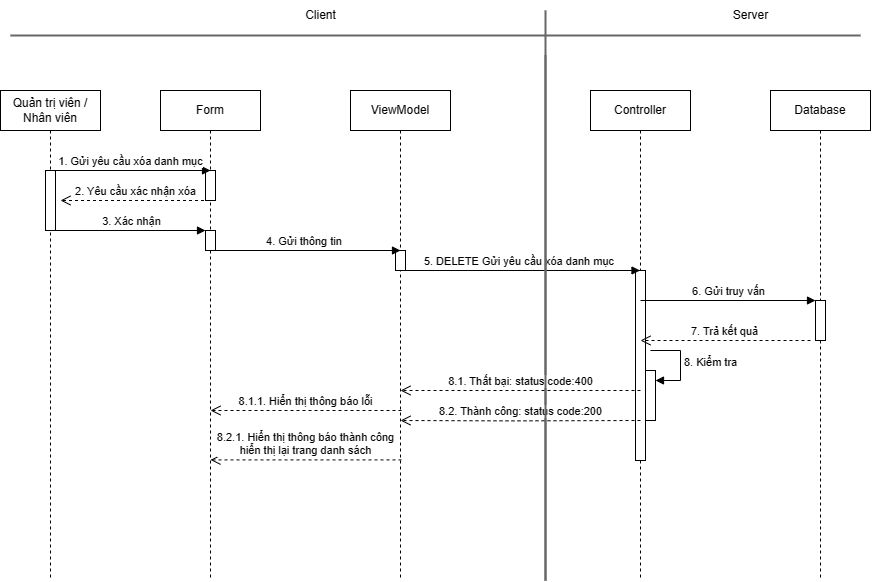 Client
Server
Quản trị viên /
Nhân viên
Form
ViewModel
Controller
Database
1. Gửi yêu cầu xóa danh mục
2. Yêu cầu xác nhận xóa
3. Xác nhận
4. Gửi thông tin
5. DELETE Gửi yêu cầu xóa danh mục
6. Gửi truy vấn
7. Trả kết quả
8. Kiểm tra
8.1. Thất bại: status code:400
8.1.1. Hiển thị thông báo lỗi
8.2. Thành công: status code:200
8.2.1. Hiển thị thông báo thành công
hiển thị lại trang danh sách